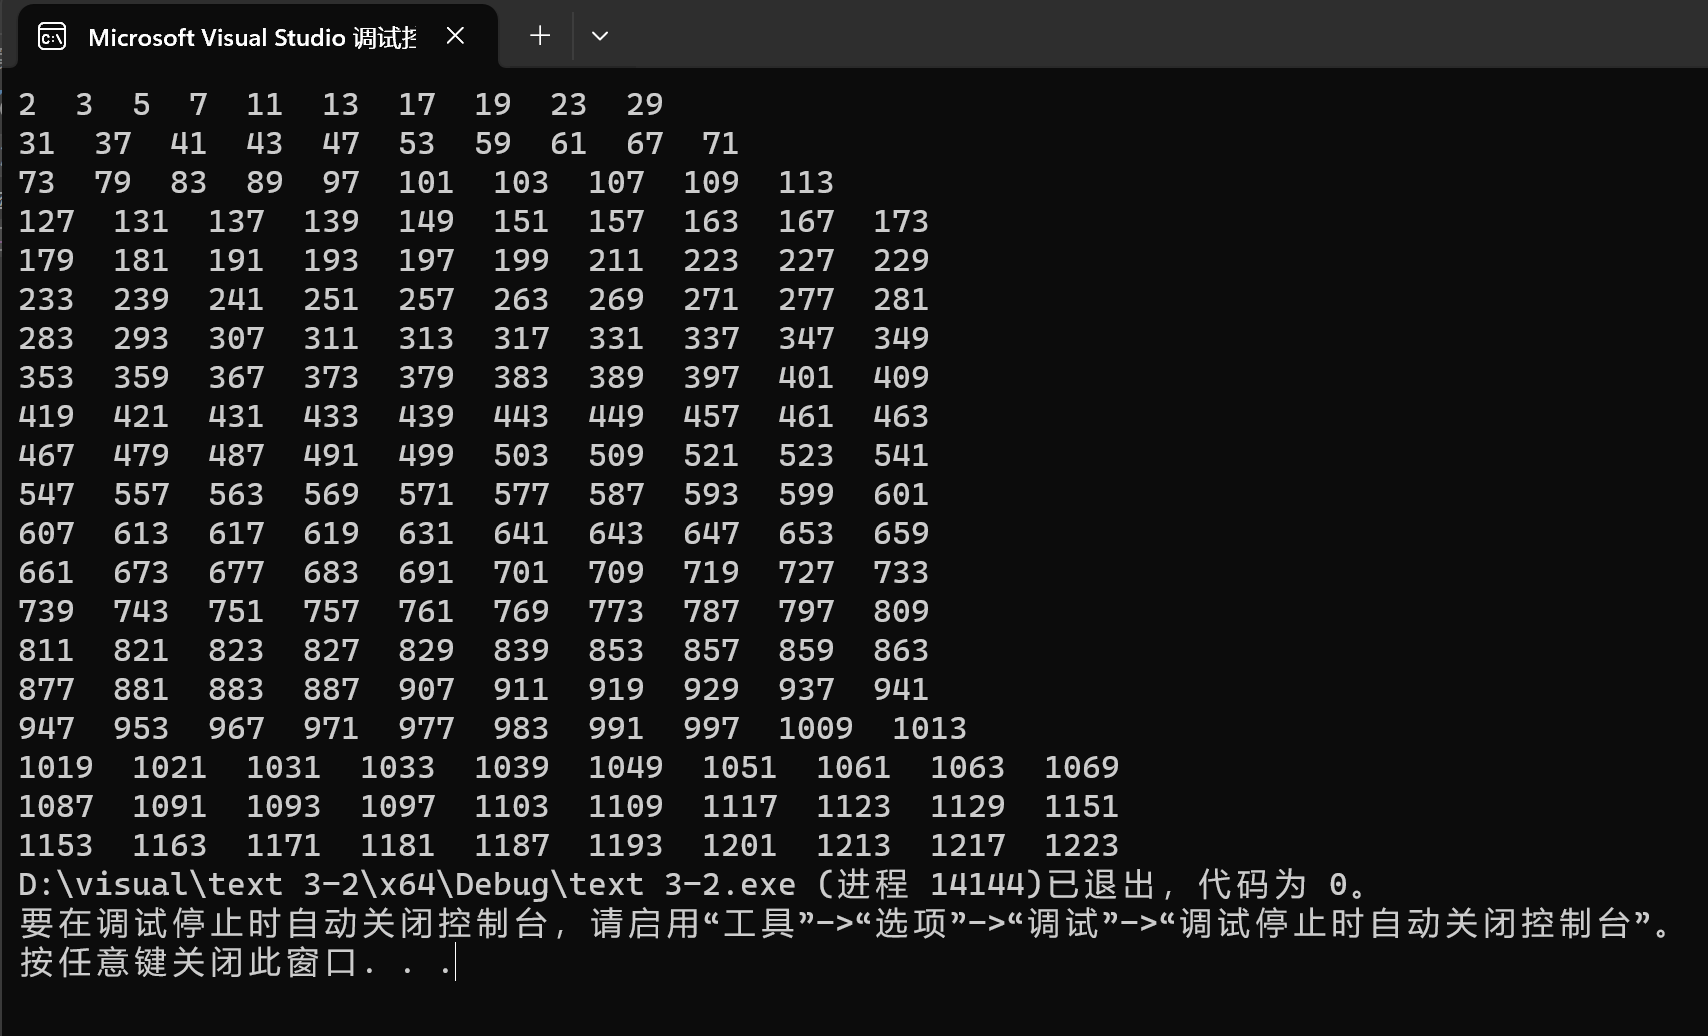 Microsoft Visual Studio 调试
2  3  5  7  11  13  17  19  23  29
31  37  41  43  47  53  59  61  67  71
73  79  83  89  97  101  103  107  109  113
127  131  137  139  149  151  157  163  167  173
179  181  191  193  197  199  211  223  227  229
233  239  241  251  257  263  269  271  277  281
283  293  307  311  313  317  331  337  347  349
353  359  367  373  379  383  389  397  401  409
419  421  431  433  439  443  449  457  461  463
467  479  487  491  499  503  509  521  523  541
547  557  563  569  571  577  587  593  599  601
607  613  617  619  631  641  643  647  653  659
661  673  677  683  691  701  709  719  727  733
739  743  751  757  761  769  773  787  797  809
811  821  823  827  829  839  853  857  859  863
877  881  883  887  907  911  919  929  937  941
947  953  967  971  977  983  991  997  1009  1013
1019  1021  1031  1033  1039  1049  1051  1061  1063  1069
1087  1091  1093  1097  1103  1109  1117  1123  1129  1151
1153  1163  1171  1181  1187  1193  1201  1213  1217  1223
D:\visual\text 3-2\x64\Debug\text 3-2.exe (进程 14144)已退出，代码为 0。
要在调试停止时自动关闭控制台，请启用“工具”->“选项”->“调试”->“调试停止时自动关闭控制台”。
按任意键关闭此窗口. . .